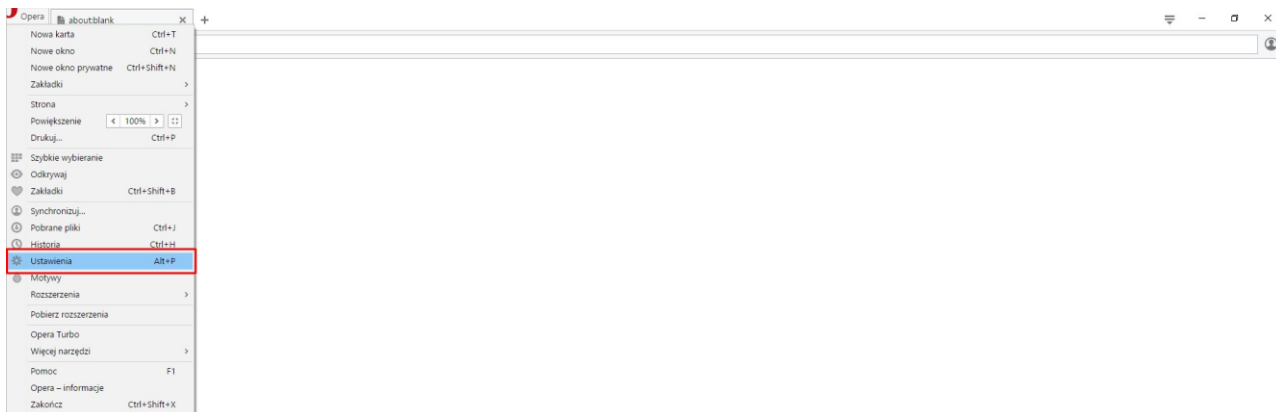 Opera
about:blank
Nowa karta Ctrl+T
Nowe okno Ctrl+N
Nowe okno prywatne Ctrl+Shift+N
Zakładki
Strona
Powiększenie 100%
Drukuj... Ctrl+P
Szybkie wybieranie
Odkrywaj
Zakładki Ctrl+Shift+B
Synchronizuj...
Pobrane pliki Ctrl+J
Historia Ctrl+H
Ustawienia Alt+P
Motywy
Rozszerzenia
Pobierz rozszerzenia
Opera Turbo
Więcej narzędzi
Pomoc F1
Opera – informacje
Zakończ Ctrl+Shift+X